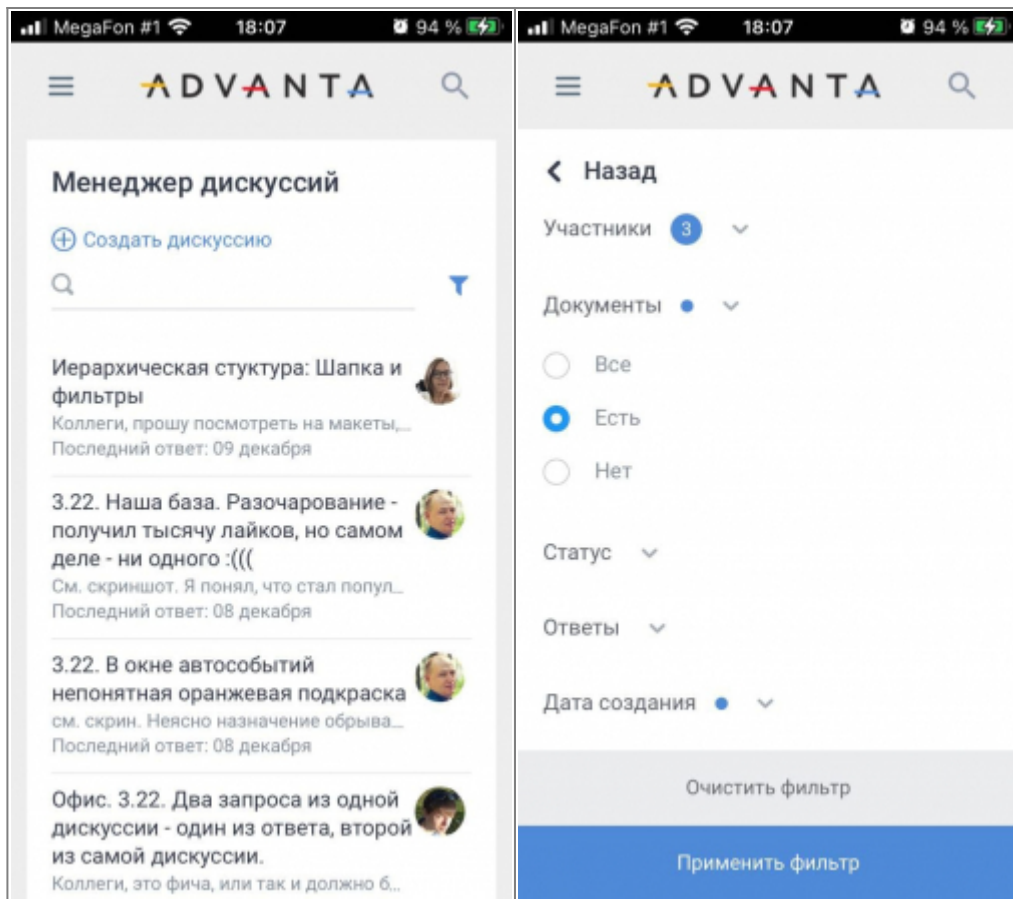 MegaFon #1 18:07 94 %
ADVANTA
Менеджер дискуссий
Создать дискуссию
Иерархическая стуктура: Шапка и
фильтры
Коллеги, прошу посмотреть на макеты,...
Последний ответ: 09 декабря
3.22. Наша база. Разочарование -
получил тысячу лайков, но самом
деле - ни одного :(((
См. скриншот. Я понял, что стал попул...
Последний ответ: 08 декабря
3.22. В окне автособытий
непонятная оранжевая подкраска
см. скрин. Неясно назначение обрыва...
Последний ответ: 08 декабря
Офис. 3.22. Два запроса из одной
дискуссии - один из ответа, второй
из самой дискуссии.
Коллеги, это фича, или так и должно б...
MegaFon #1 18:07 94 %
ADVANTA
Назад
Участники 3
Документы
Все
Есть
Нет
Статус
Ответы
Дата создания
Очистить фильтр
Применить фильтр